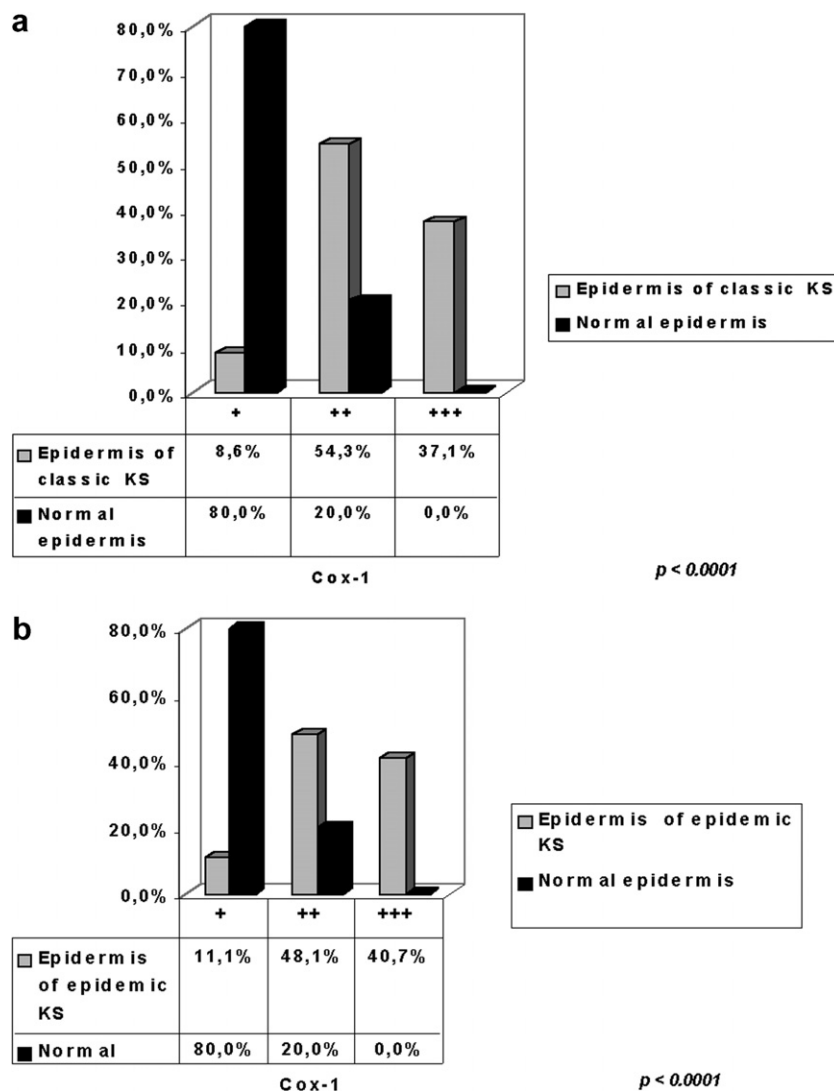 a
80,0%
70,0%
60,0%
50,0%
40,0%
30,0%
20,0%
10,0%
0,0%
Epidermis of classic KS
Normal epidermis
+ ++ +++
Epidermis of 8,6% 54,3% 37,1%
classic KS
Normal 80,0% 20,0% 0,0%
epidermis
Cox-1
p < 0.0001
b
80,0%
60,0%
40,0%
20,0%
0,0%
Epidermis of epidemic
KS
Normal epidermis
+ ++ +++
Epidermis 11,1% 48,1% 40,7%
of epidemic
KS
Normal 80,0% 20,0% 0,0%
Cox-1
p < 0.0001